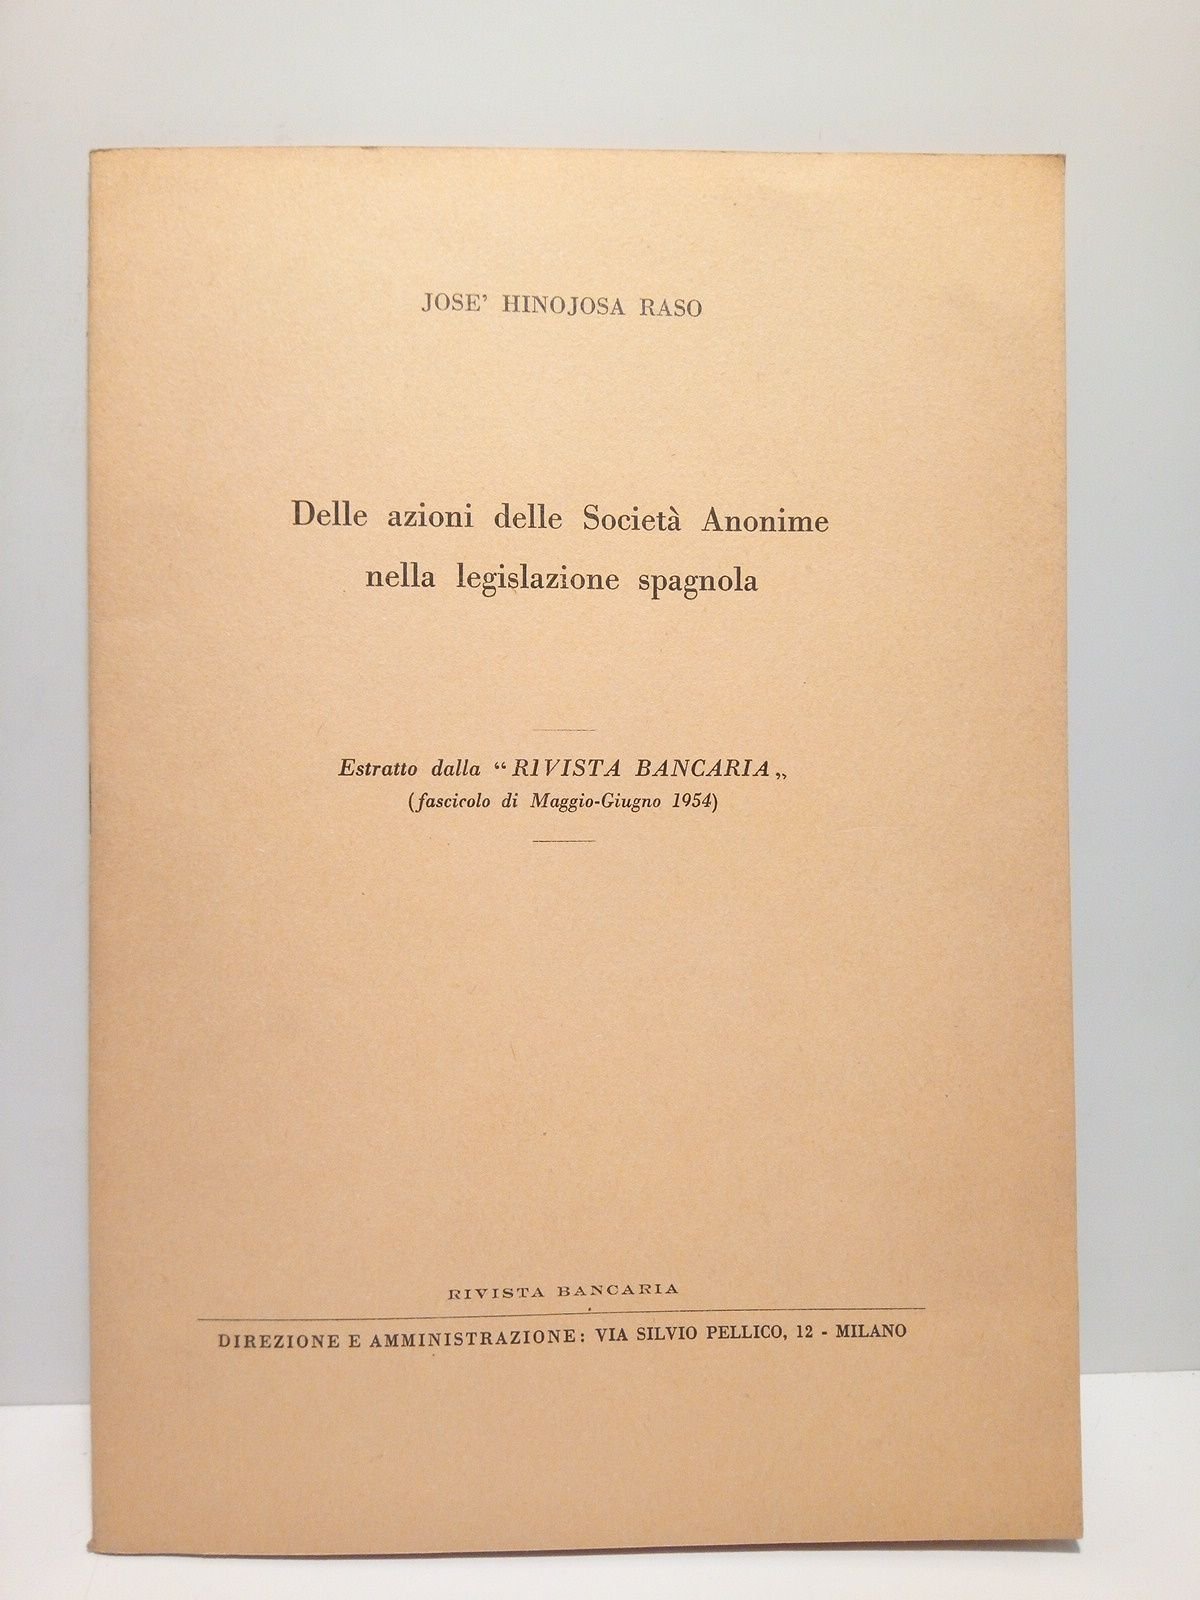 JOSE' HINOJOSA RASO
Delle azioni delle Società Anonime
nella legislazione spagnola
Estratto dalla “RIVISTA BANCARIA„
(fascicolo di Maggio-Giugno 1954)
RIVISTA BANCARIA
DIREZIONE E AMMINISTRAZIONE: VIA SILVIO PELLICO, 12 - MILANO